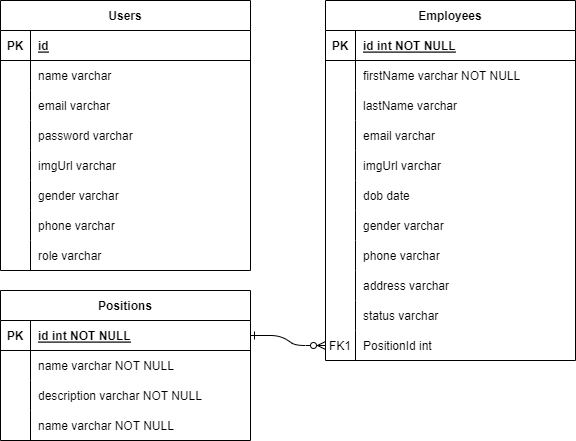 Users
PK id
name varchar
email varchar
password varchar
imgUrl varchar
gender varchar
phone varchar
role varchar
Positions
PK id int NOT NULL
name varchar NOT NULL
description varchar NOT NULL
name varchar NOT NULL
Employees
PK id int NOT NULL
firstName varchar NOT NULL
lastName varchar
email varchar
imgUrl varchar
dob date
gender varchar
phone varchar
address varchar
status varchar
FK1 PositionId int